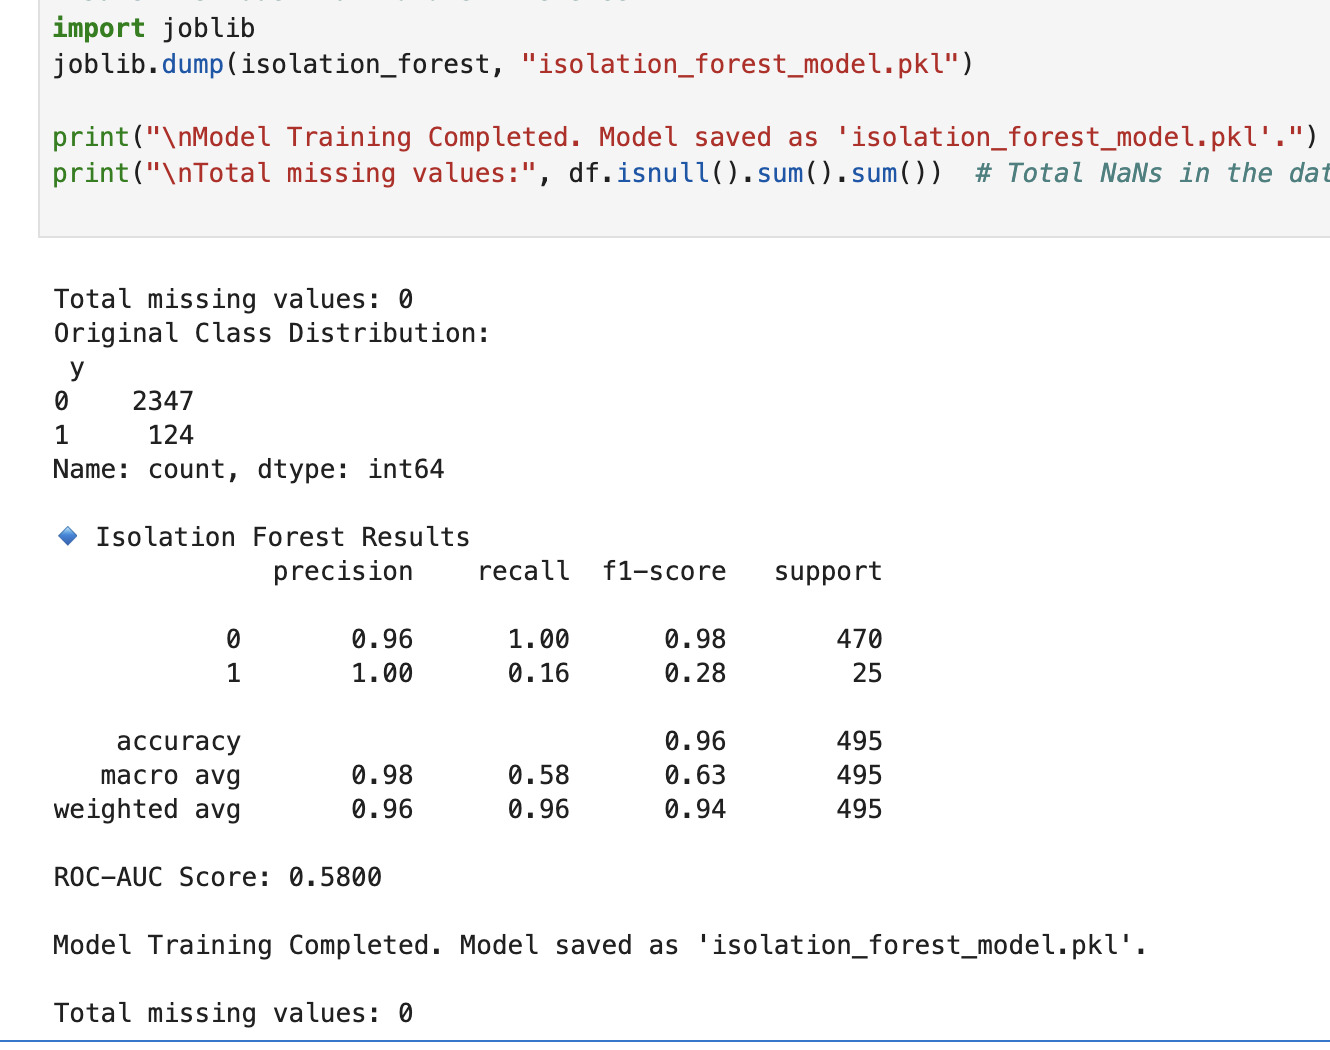 import joblib
joblib.dump(isolation_forest, "isolation_forest_model.pkl")
print("\nModel Training Completed. Model saved as 'isolation_forest_model.pkl'.")
print("\nTotal missing values:", df.isnull().sum().sum())  # Total NaNs in the
Total missing values: 0
Original Class Distribution:
y
0 2347
1 124
Name: count, dtype: int64
🔹 Isolation Forest Results
precision recall f1-score support
0 0.96 1.00 0.98 470
1 1.00 0.16 0.28 25
accuracy 0.96 495
macro avg 0.98 0.58 0.63 495
weighted avg 0.96 0.96 0.94 495
ROC-AUC Score: 0.5800
Model Training Completed. Model saved as 'isolation_forest_model.pkl'.
Total missing values: 0